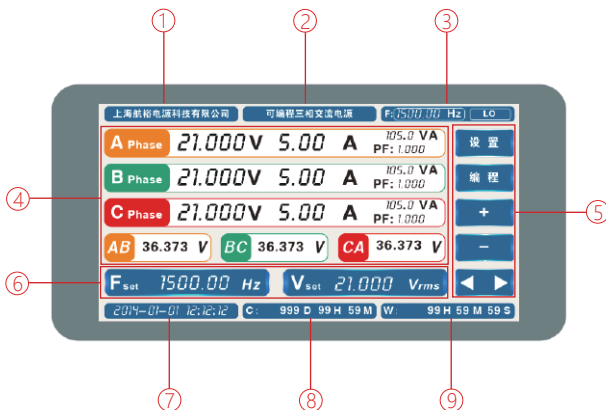 ① ② ③
上海航裕电源科技有限公司 可编程三相交流电源 F:1500.00 Hz LO
A Phase 21.000V 5.00 A 105.0 VA PF: 1.000 设置
B Phase 21.000V 5.00 A 105.0 VA PF: 1.000 编程
④ C Phase 21.000V 5.00 A 105.0 VA PF: 1.000 + ⑤
AB 36.373 V BC 36.373 V CA 36.373 V −
⑥ Fset 1500.00 Hz Vset 21.000 Vrms ◀ ▶
2014-01-01 12:12:12 C: 999 D 99 H 59 M W: 99 H 59 M 59 S
⑦ ⑧ ⑨